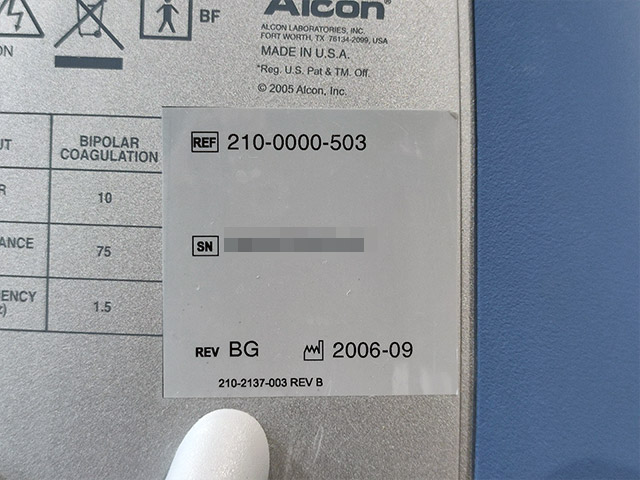 Alcon®
BF
ALCON LABORATORIES, INC.
FORT WORTH, TX 76134-2099, USA
MADE IN U.S.A.
*Reg. U.S. Pat & TM. Off.
© 2005 Alcon, Inc.
BIPOLAR
COAGULATION
10
75
1.5
REF 210-0000-503
SN
REV BG 2006-09
210-2137-003 REV B